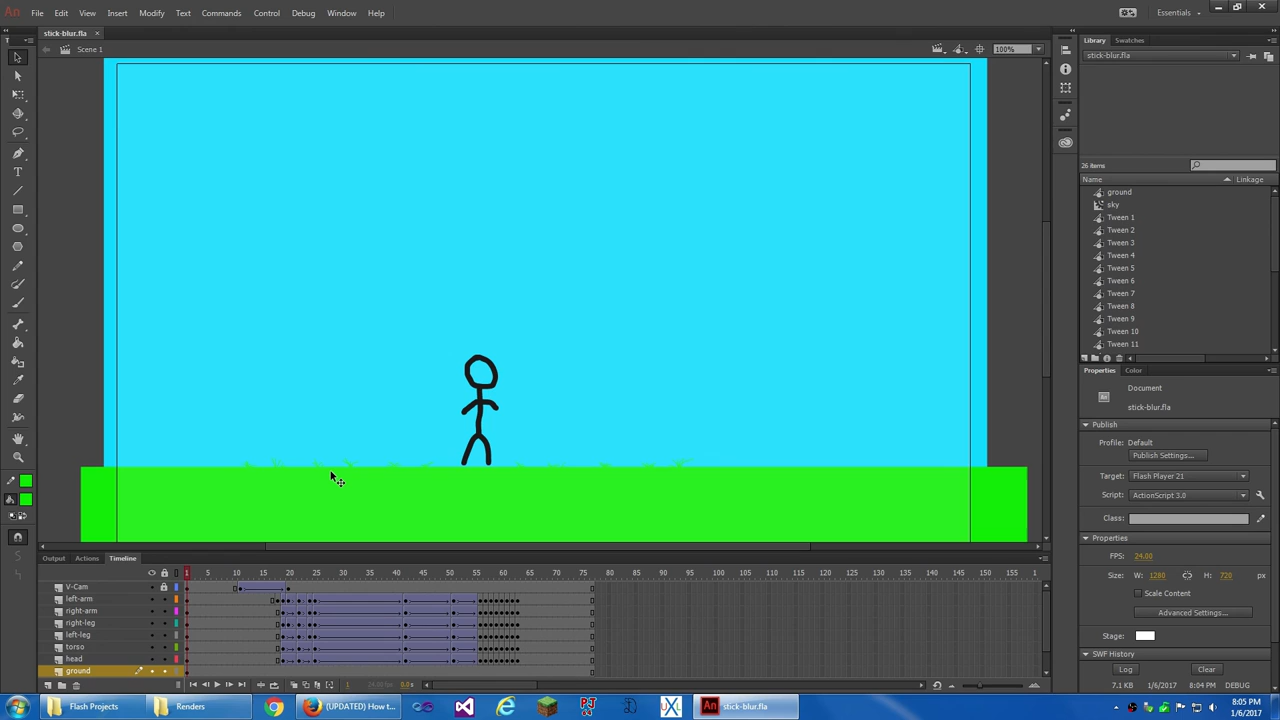 An File Edit View Insert Modify Text Commands Control Debug Window Help Essentials
stick-blur.fla ×
Scene 1 100%
Library Swatches
stick-blur.fla
26 items
Name Linkage
ground
sky
Tween 1
Tween 2
Tween 3
Tween 4
Tween 5
Tween 6
Tween 7
Tween 8
Tween 9
Tween 10
Tween 11
Properties Color
Document
stick-blur.fla
Publish
Profile: Default
Publish Settings...
Target: Flash Player 21
Script: ActionScript 3.0
Class:
Properties
FPS: 24.00
Size: W: 1280 H: 720 px
Scale Content
Advanced Settings...
Stage:
SWF History
Log Clear
7.1 KB 1/6/2017 8:04 PM DEBUG
Output Actions Timeline
1 5 10 15 20 25 30 35 40 45 50 55 60 65 70 75 80 85 90 95 100 105 110 115 120 125 130 135 140 145 150 155 1
V-Cam
left-arm
right-arm
right-leg
left-leg
torso
head
ground
1 24.00 fps 0.0 s
Flash Projects Renders (UPDATED) How t... An stick-blur.fla
UXL
8:05 PM
1/6/2017